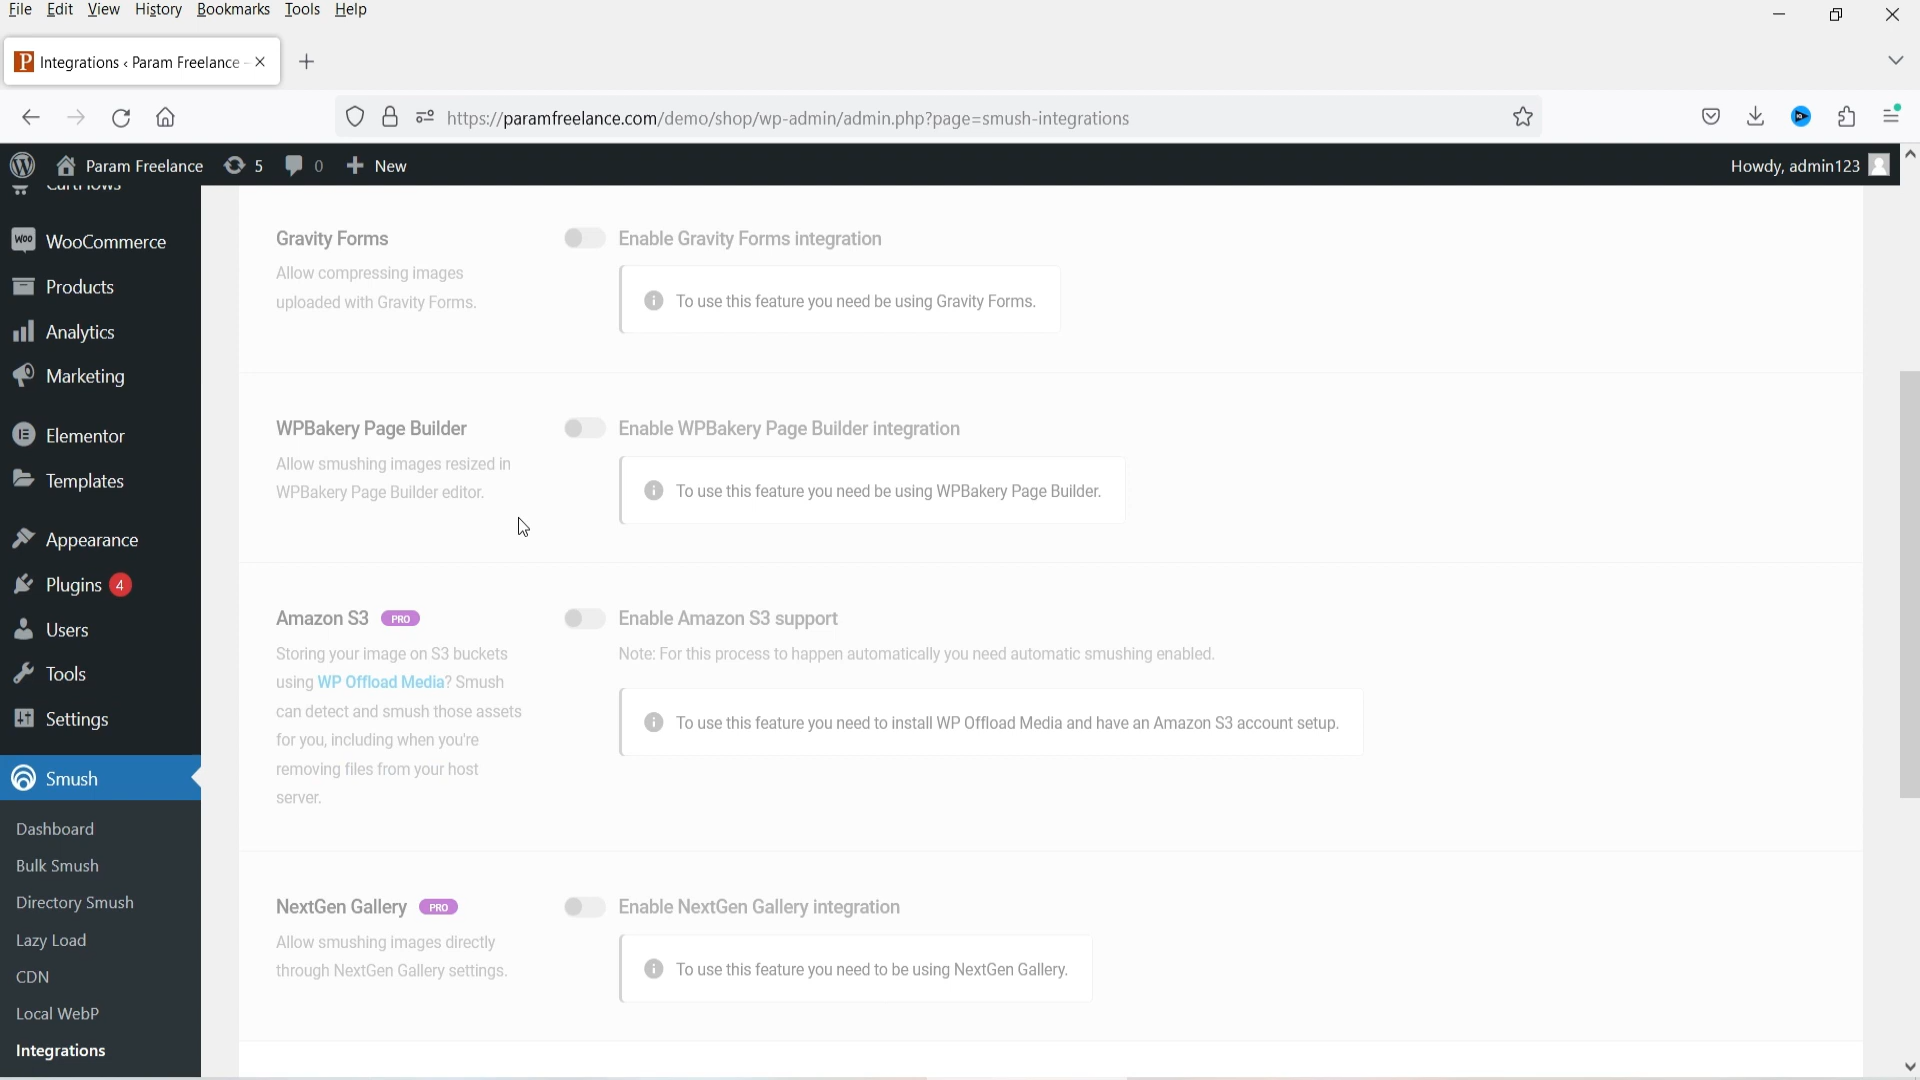 File Edit View History Bookmarks Tools Help
Integrations ‹ Param Freelance -
https://paramfreelance.com/demo/shop/wp-admin/admin.php?page=smush-integrations
Param Freelance 5 0 New Howdy, admin123
CartFlows
WooCommerce
Products
Analytics
Marketing
Elementor
Templates
Appearance
Plugins 4
Users
Tools
Settings
Smush
Dashboard
Bulk Smush
Directory Smush
Lazy Load
CDN
Local WebP
Integrations
Gravity Forms
Allow compressing images
uploaded with Gravity Forms.
Enable Gravity Forms integration
To use this feature you need be using Gravity Forms.
WPBakery Page Builder
Allow smushing images resized in
WPBakery Page Builder editor.
Enable WPBakery Page Builder integration
To use this feature you need be using WPBakery Page Builder.
Amazon S3 PRO
Storing your image on S3 buckets
using WP Offload Media? Smush
can detect and smush those assets
for you, including when you're
removing files from your host
server.
Enable Amazon S3 support
Note: For this process to happen automatically you need automatic smushing enabled.
To use this feature you need to install WP Offload Media and have an Amazon S3 account setup.
NextGen Gallery PRO
Allow smushing images directly
through NextGen Gallery settings.
Enable NextGen Gallery integration
To use this feature you need to be using NextGen Gallery.